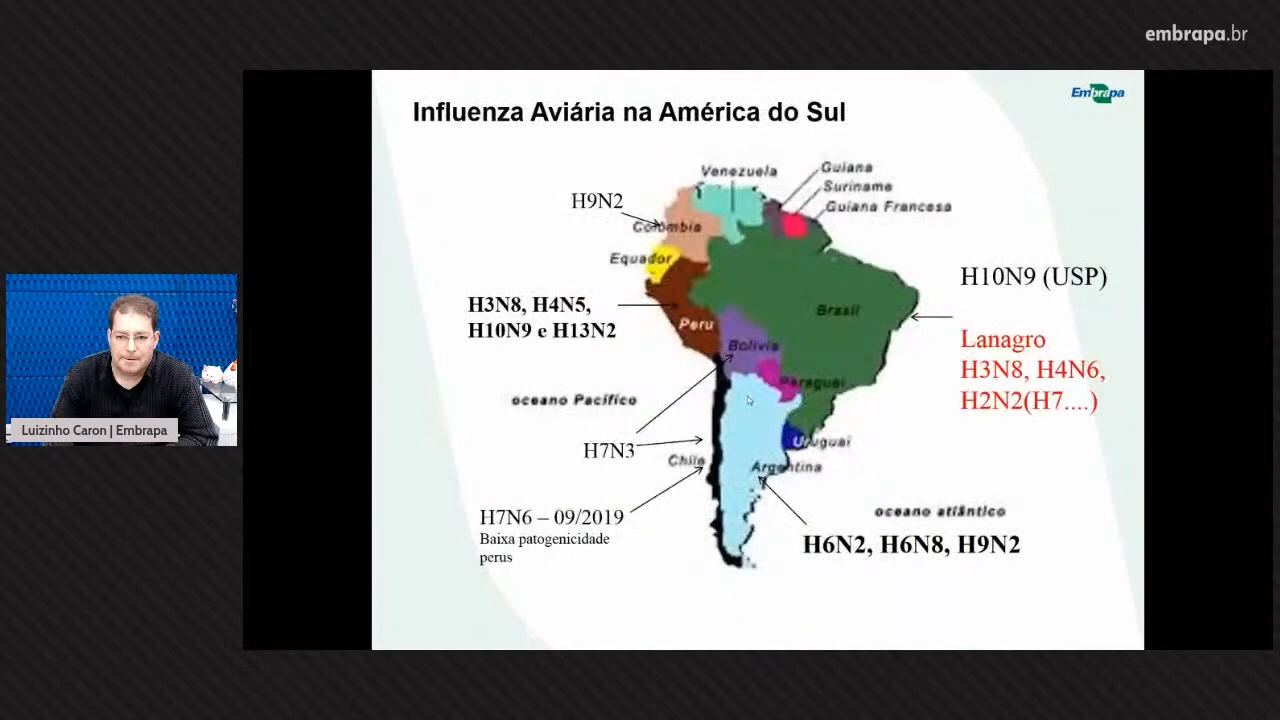 embrapa.br
Embrapa
Influenza Aviária na América do Sul
Venezuela
Guiana
Suriname
Guiana Francesa
H9N2
Colômbia
Equador
H10N9 (USP)
H3N8, H4N5,
H10N9 e H13N2
Brasil
Peru
Lanagro
H3N8, H4N6,
H2N2(H7....)
Bolívia
Paraguai
oceano Pacífico
Luizinho Caron | Embrapa
H7N3
Uruguai
Chile
Argentina
H7N6 – 09/2019
Baixa patogenicidade
perus
oceano atlântico
H6N2, H6N8, H9N2